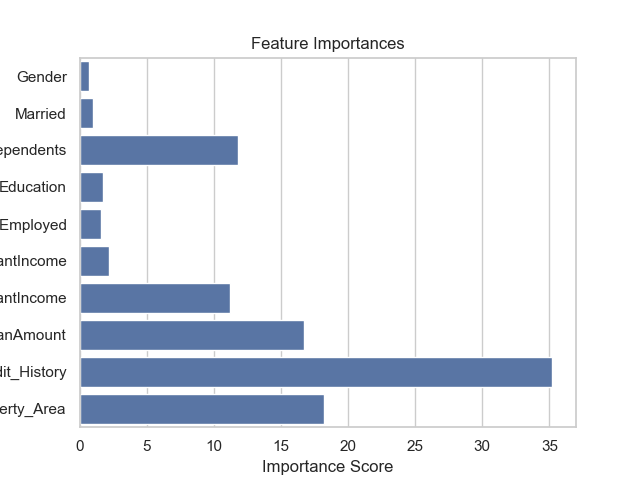 Feature Importances
Gender
Married
ependents
Education
Employed
antIncome
antIncome
anAmount
dit_History
erty_Area
0 5 10 15 20 25 30 35
Importance Score